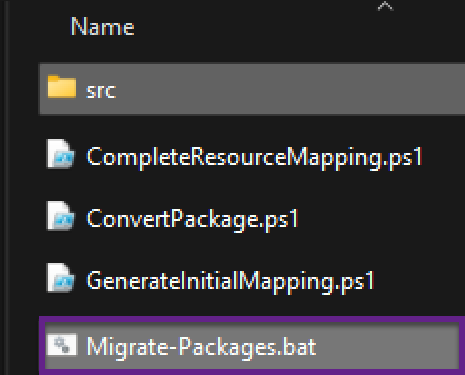 Name
src
CompleteResourceMapping.ps1
ConvertPackage.ps1
GenerateInitialMapping.ps1
Migrate-Packages.bat